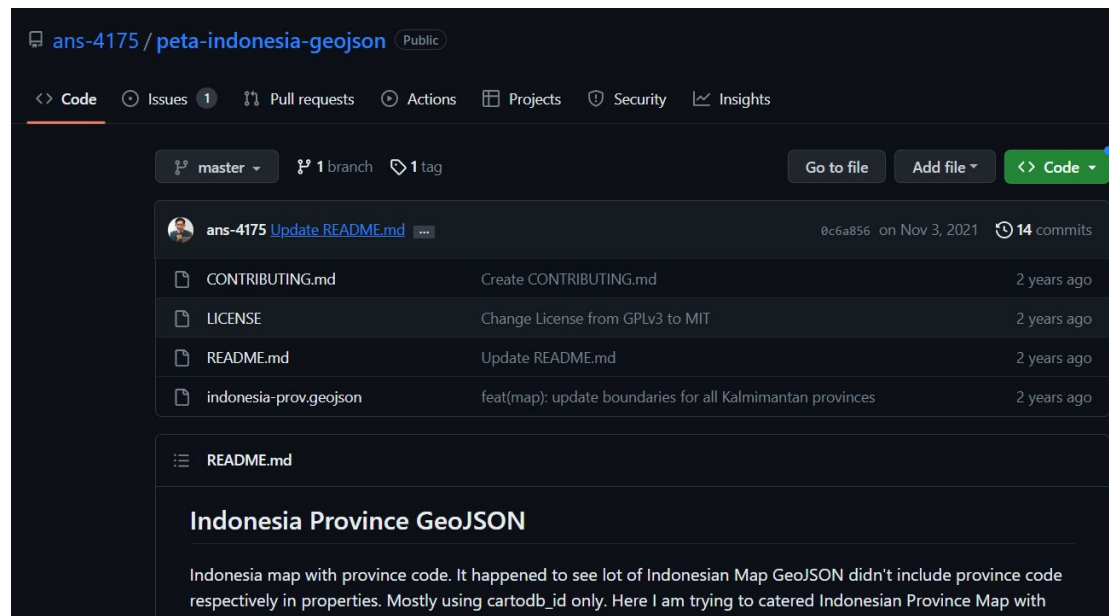 ans-4175 / peta-indonesia-geojson Public
<> Code Issues 1 Pull requests Actions Projects Security Insights
master 1 branch 1 tag Go to file Add file <> Code
ans-4175 Update README.md ... 0c6a856 on Nov 3, 2021 14 commits
CONTRIBUTING.md Create CONTRIBUTING.md 2 years ago
LICENSE Change License from GPLv3 to MIT 2 years ago
README.md Update README.md 2 years ago
indonesia-prov.geojson feat(map): update boundaries for all Kalmimantan provinces 2 years ago
README.md
Indonesia Province GeoJSON
Indonesia map with province code. It happened to see lot of Indonesian Map GeoJSON didn't include province code
respectively in properties. Mostly using cartodb_id only. Here I am trying to catered Indonesian Province Map with